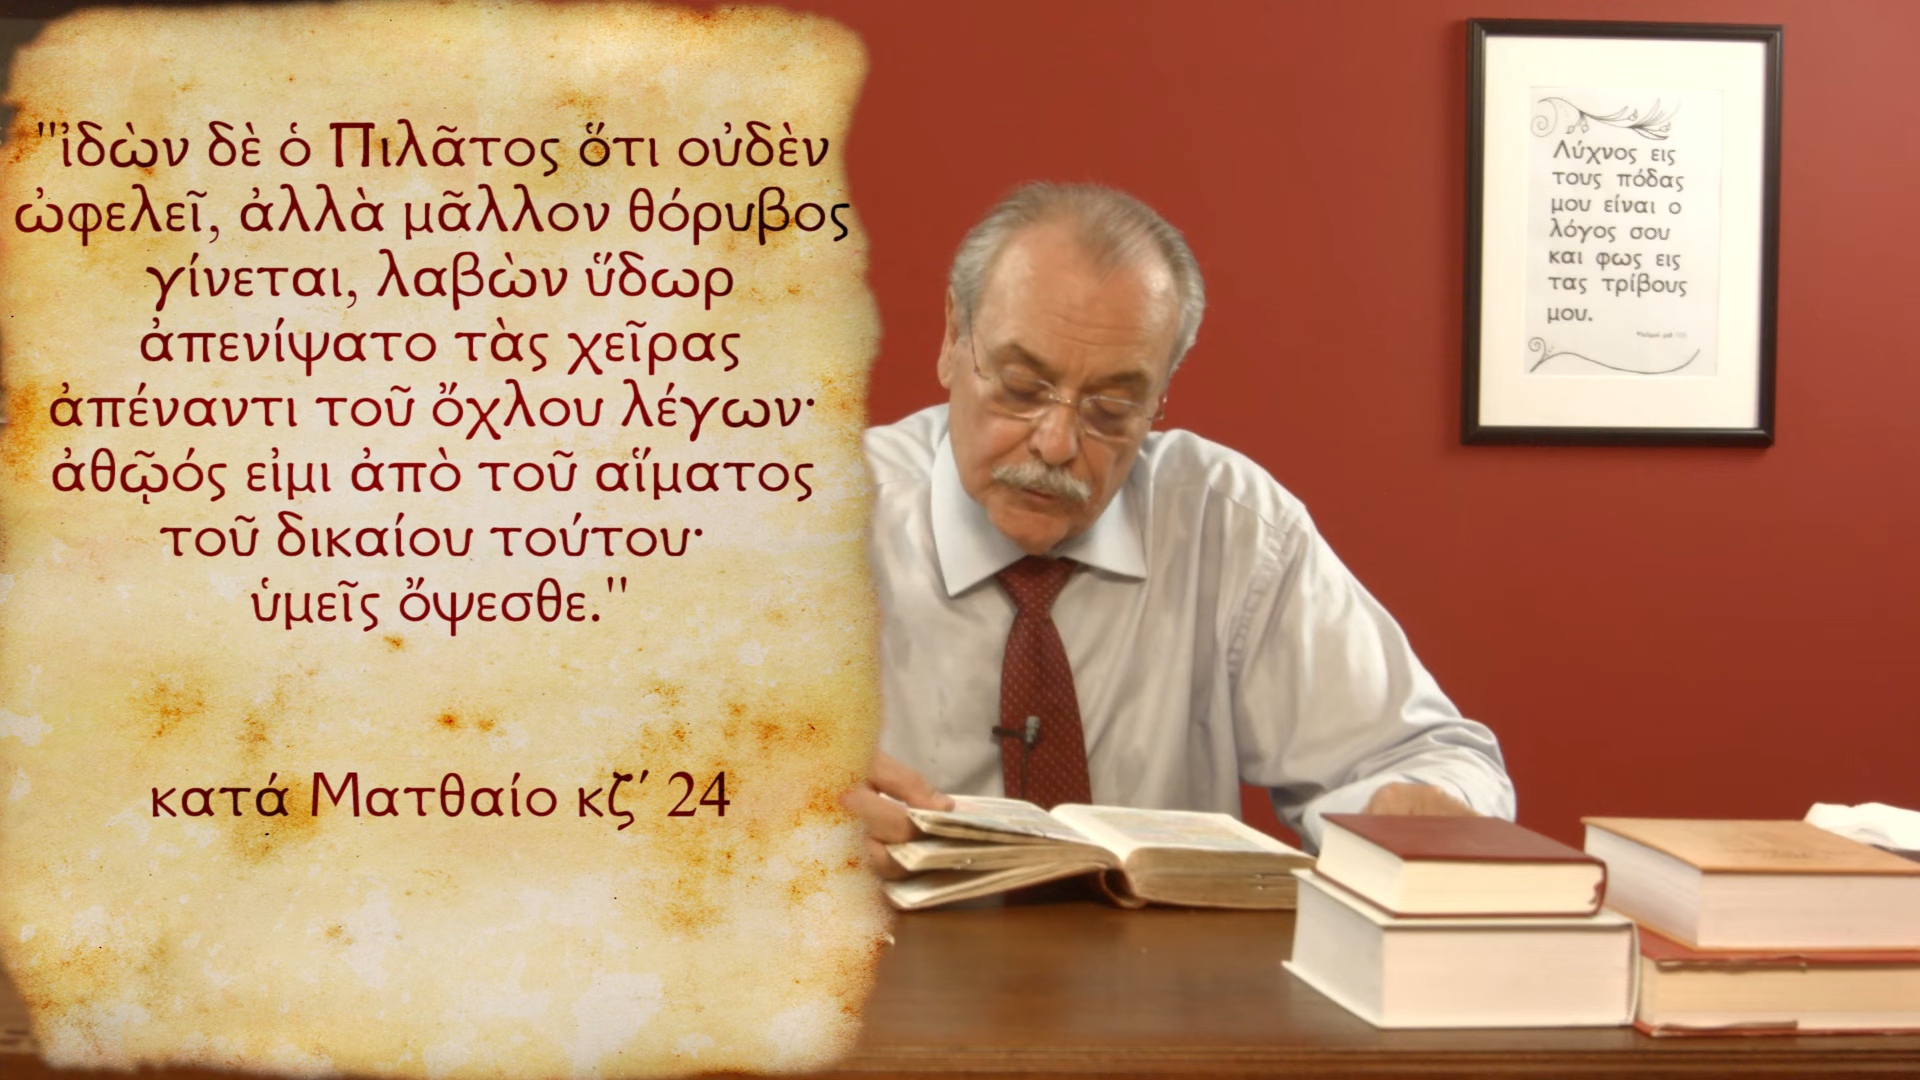 "ἰδὼν δὲ ὁ Πιλᾶτος ὅτι οὐδὲν
ὠφελεῖ, ἀλλὰ μᾶλλον θόρυβος
γίνεται, λαβὼν ὕδωρ
ἀπενίψατο τὰς χεῖρας
ἀπέναντι τοῦ ὄχλου λέγων·
ἀθῷός εἰμι ἀπὸ τοῦ αἵματος
τοῦ δικαίου τούτου·
ὑμεῖς ὄψεσθε."
κατά Ματθαίο κζ΄ 24
Λύχνος εις
τους πόδας
μου είναι ο
λόγος σου
και φως εις
τας τρίβους
μου.